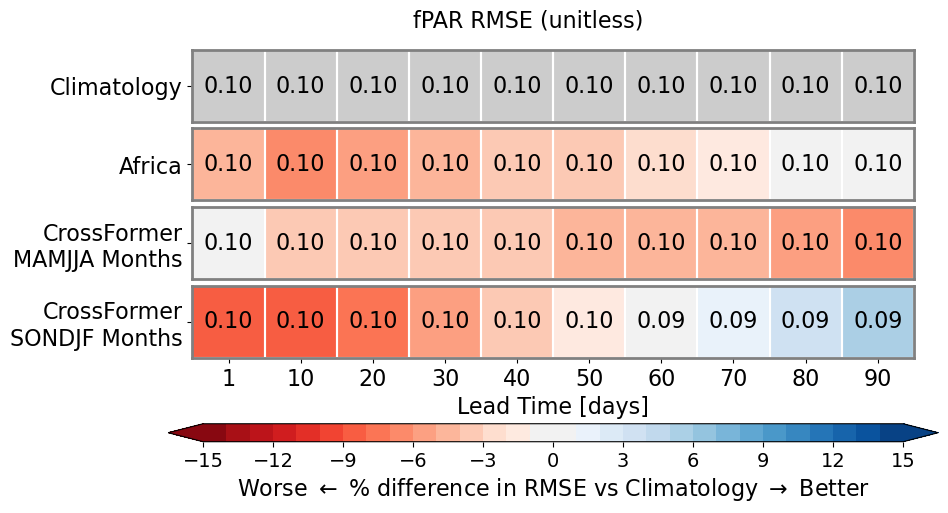 fPAR RMSE (unitless)
Climatology 0.10 0.10 0.10 0.10 0.10 0.10 0.10 0.10 0.10 0.10
Africa 0.10 0.10 0.10 0.10 0.10 0.10 0.10 0.10 0.10 0.10
CrossFormer
MAMJJA Months
0.10 0.10 0.10 0.10 0.10 0.10 0.10 0.10 0.10 0.10
CrossFormer
SONDJF Months
0.10 0.10 0.10 0.10 0.10 0.10 0.09 0.09 0.09 0.09
1 10 20 30 40 50 60 70 80 90
Lead Time [days]
−15 −12 −9 −6 −3 0 3 6 9 12 15
Worse ← % difference in RMSE vs Climatology → Better